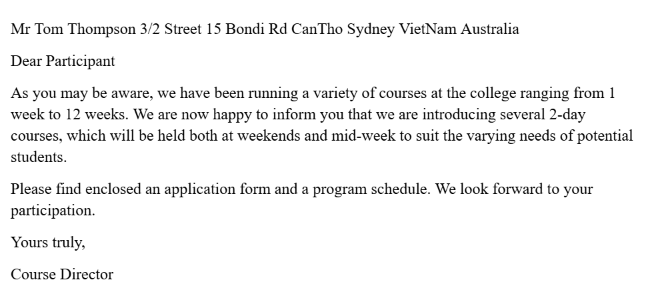 Mr Tom Thompson 3/2 Street 15 Bondi Rd CanTho Sydney VietNam Australia
Dear Participant
As you may be aware, we have been running a variety of courses at the college ranging from 1
week to 12 weeks. We are now happy to inform you that we are introducing several 2-day
courses, which will be held both at weekends and mid-week to suit the varying needs of potential
students.
Please find enclosed an application form and a program schedule. We look forward to your
participation.
Yours truly,
Course Director